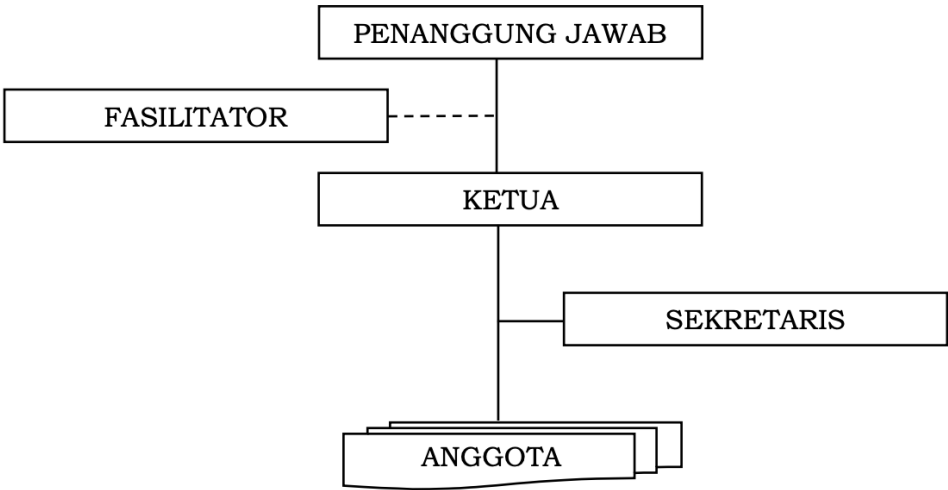 PENANGGUNG JAWAB
FASILITATOR
KETUA
SEKRETARIS
ANGGOTA